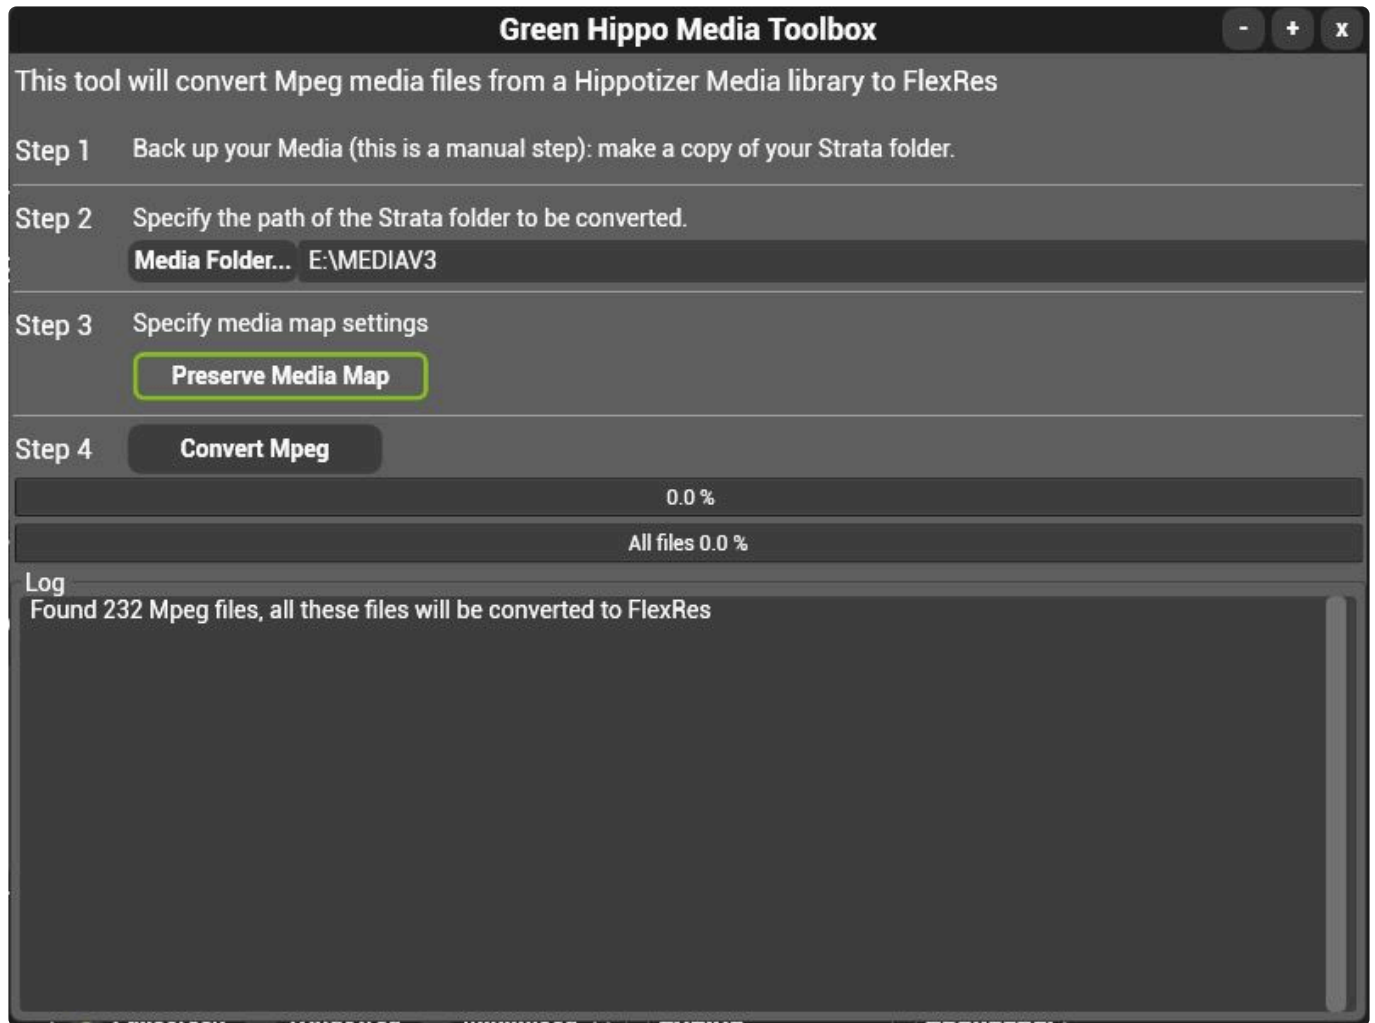 Green Hippo Media Toolbox
- + x
This tool will convert Mpeg media files from a Hippotizer Media library to FlexRes
Step 1 Back up your Media (this is a manual step): make a copy of your Strata folder.
Step 2 Specify the path of the Strata folder to be converted.
Media Folder... E:\MEDIAV3
Step 3 Specify media map settings
Preserve Media Map
Step 4 Convert Mpeg
0.0 %
All files 0.0 %
Log
Found 232 Mpeg files, all these files will be converted to FlexRes